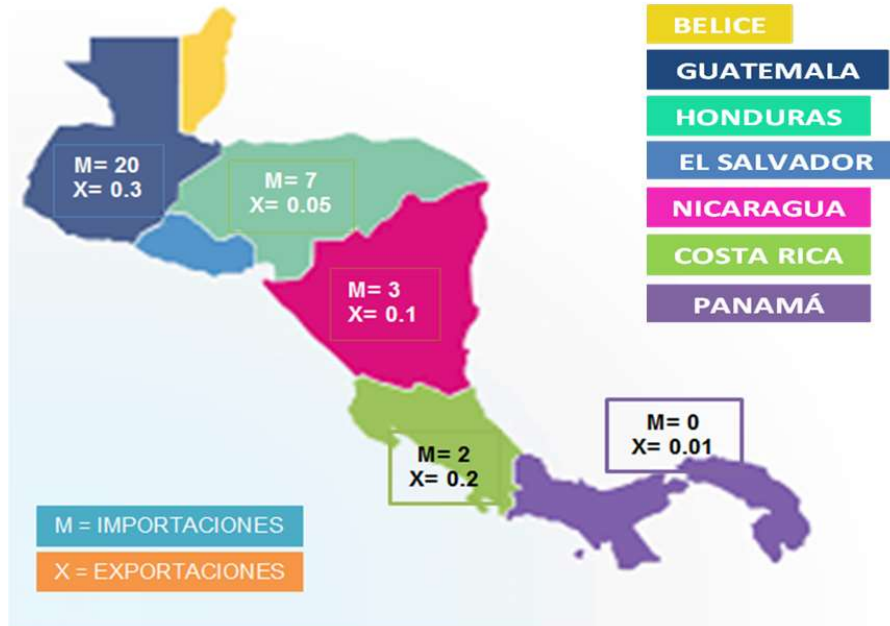 BELICE
GUATEMALA
HONDURAS
EL SALVADOR
NICARAGUA
COSTA RICA
PANAMÁ
M= 20
X= 0.3
M= 7
X= 0.05
M= 3
X= 0.1
M= 0
X= 0.01
M= 2
X= 0.2
M = IMPORTACIONES
X = EXPORTACIONES